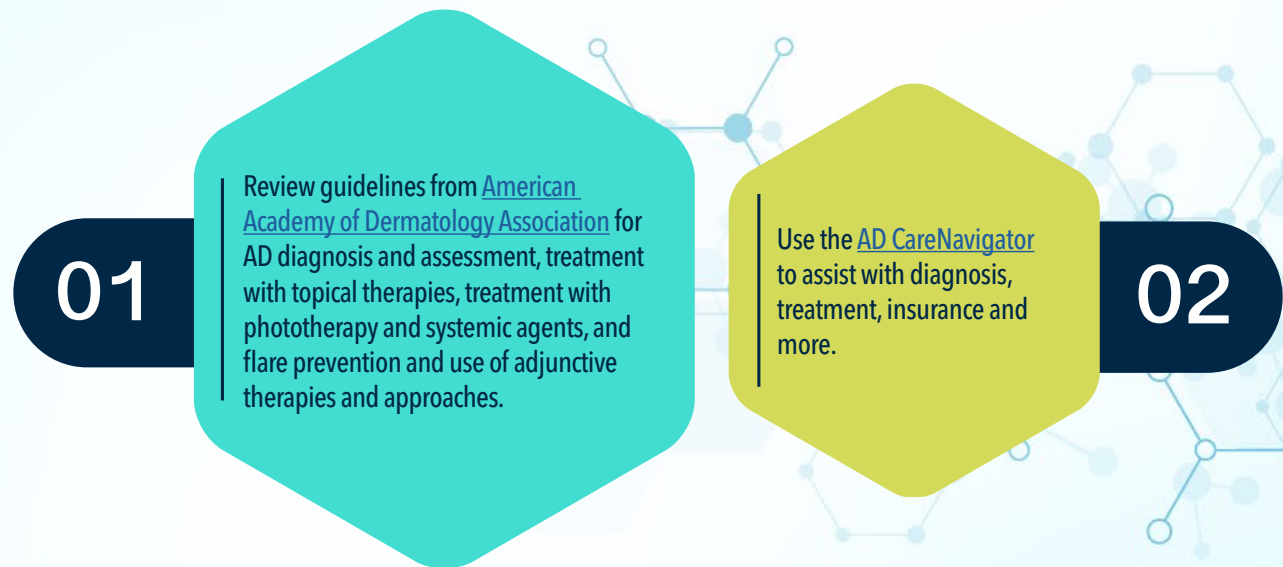 01
Review guidelines from American
Academy of Dermatology Association for
AD diagnosis and assessment, treatment
with topical therapies, treatment with
phototherapy and systemic agents, and
flare prevention and use of adjunctive
therapies and approaches.
Use the AD CareNavigator
to assist with diagnosis,
treatment, insurance and
more.
02